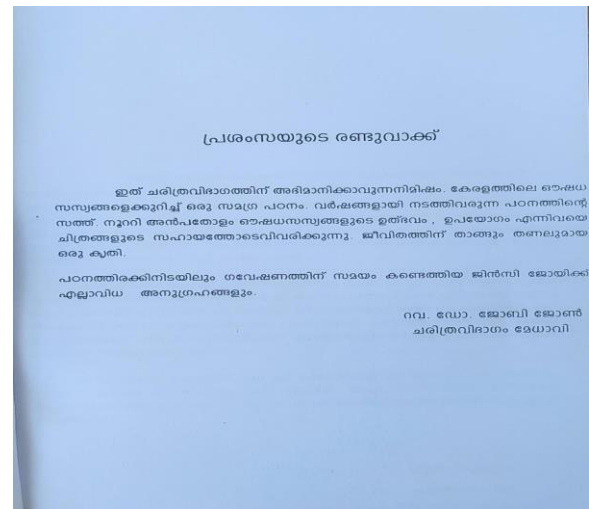 പ്രശംസയുടെ രണ്ടുവാക്ക്
ഇത് ചരിത്രവിഭാഗത്തിന് അഭിമാനിക്കാവുന്നനിമിഷം. കേരളത്തിലെ ഔഷധ
സസ്യങ്ങളെക്കുറിച്ച് ഒരു സമഗ്ര പഠനം. വർഷങ്ങളായി നടത്തിവരുന്ന പഠനത്തിന്റെ
സത്ത്. നൂററി അൻപതോളം ഔഷധസസ്യങ്ങളുടെ ഉത്ഭവം , ഉപയോഗം എന്നിവയെ
ചിത്രങ്ങളുടെ സഹായത്തോടെവിവരിക്കുന്നു. ജീവിതത്തിന് താങ്ങും തണലുമായ
ഒരു കൃതി.
പഠനത്തിരക്കിനിടയിലും ഗവേഷണത്തിന് സമയം കണ്ടെത്തിയ ജിൻസി ജോയിക്ക്
എല്ലാവിധ അനുഗ്രഹങ്ങളും.
റവ. ഡോ. ജോബി ജോൺ
ചരിത്രവിഭാഗം മേധാവി